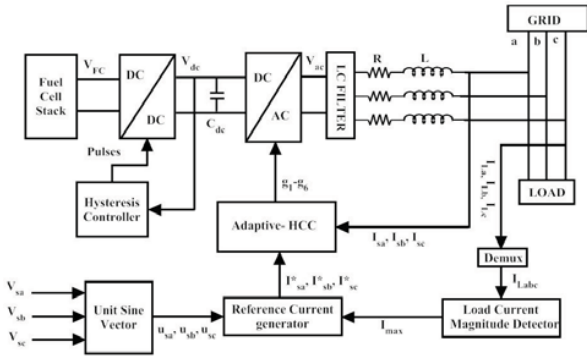 GRID
a b c
Fuel
Cell
Stack
V_FC
DC
DC
V_dc
C_dc
DC
AC
V_ac
LC FILTER
R
L
Pulses
g1-g6
I_La, I_Lb, I_Lc
LOAD
Hysteresis
Controller
Adaptive- HCC
I_sa, I_sb, I_sc
Demux
I_Labc
I*_sa, I*_sb, I*_sc
V_sa
V_sb
V_sc
Unit Sine
Vector
u_sa, u_sb, u_sc
Reference Current
generator
I_max
Load Current
Magnitude Detector